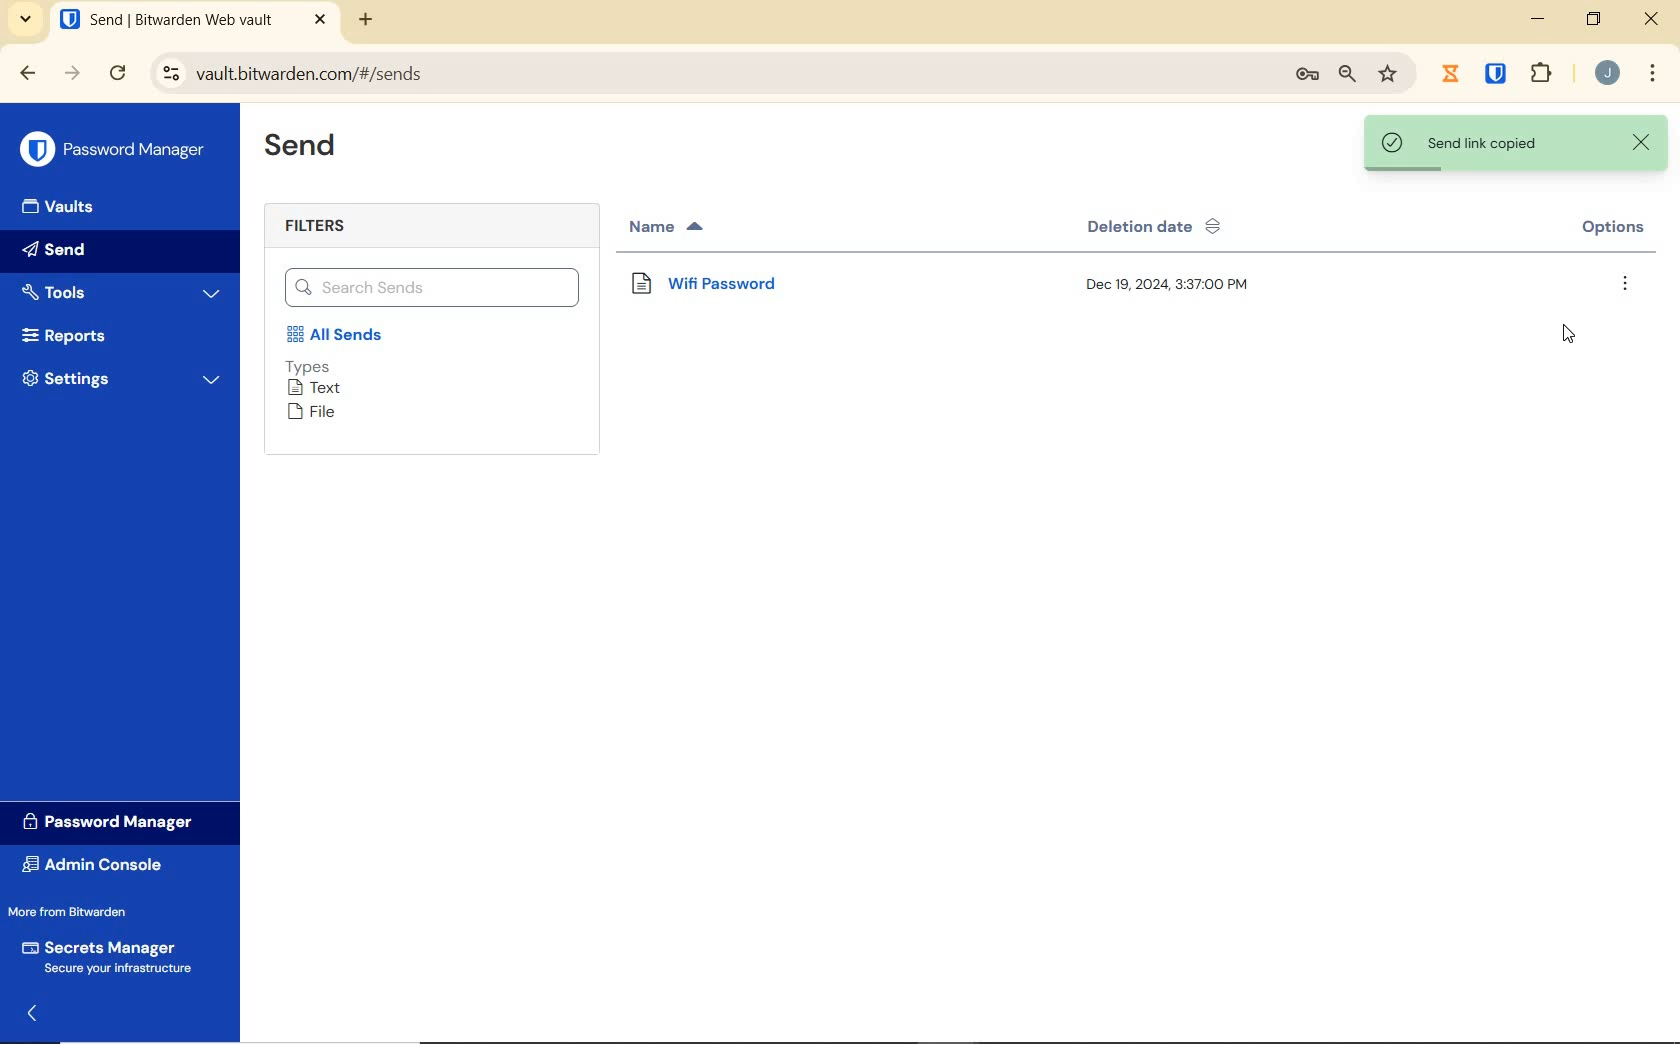 Send | Bitwarden Web vault
vault.bitwarden.com/#/sends
J
Password Manager
Vaults
Send
Tools
Reports
Settings
Password Manager
Admin Console
More from Bitwarden
Secrets Manager
Secure your infrastructure
Send
Send link copied
FILTERS
Search Sends
All Sends
Types
Text
File
Name Deletion date Options
Wifi Password Dec 19, 2024, 3:37:00 PM